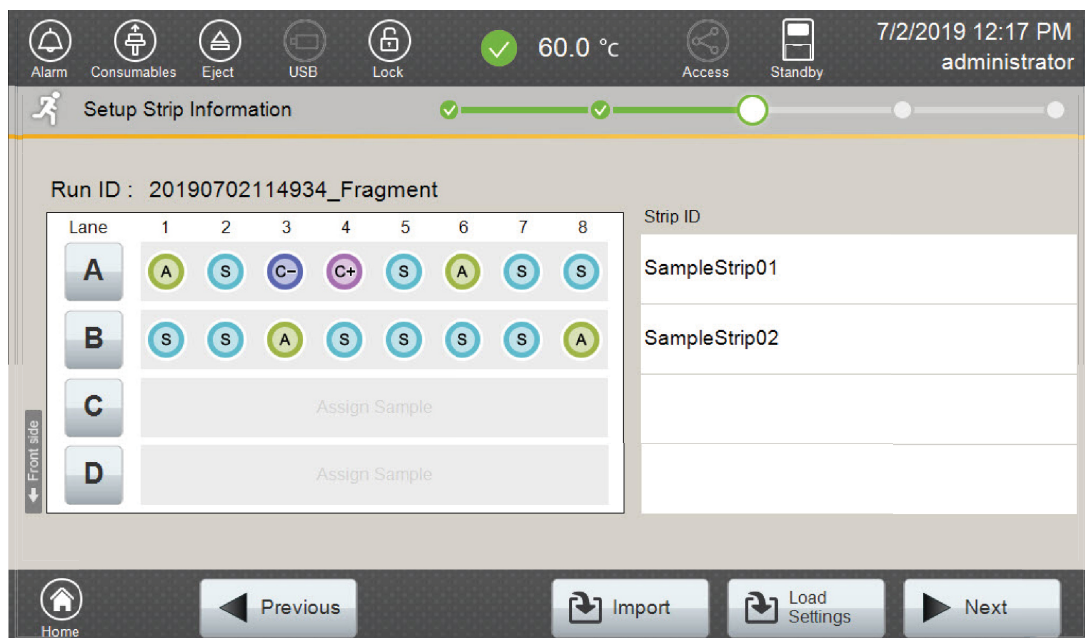 7/2/2019 12:17 PM
60.0 °c
administrator
Alarm Consumables Eject USB Lock Access Standby
Setup Strip Information
Run ID : 20190702114934_Fragment
Strip ID
Lane 1 2 3 4 5 6 7 8
A A S C- C+ S A S S
SampleStrip01
B S S A S S S S A
SampleStrip02
C Assign Sample
D Assign Sample
Front side
Previous Import Load Settings Next
Home